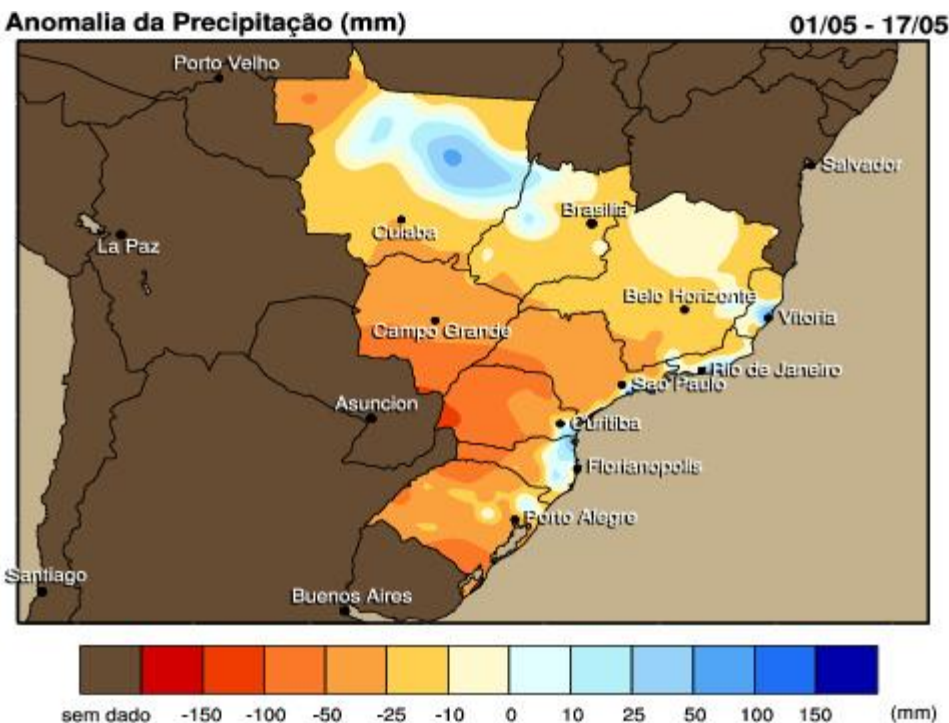 Anomalia da Precipitação (mm) 01/05 - 17/05
Porto Velho
Salvador
Brasilia
Cuiaba
La Paz
Belo Horizonte
Vitoria
Campo Grande
Rio de Janeiro
Sao Paulo
Asuncion
Curitiba
Florianopolis
Porto Alegre
Santiago
Buenos Aires
sem dado -150 -100 -50 -25 -10 0 10 25 50 100 150 (mm)